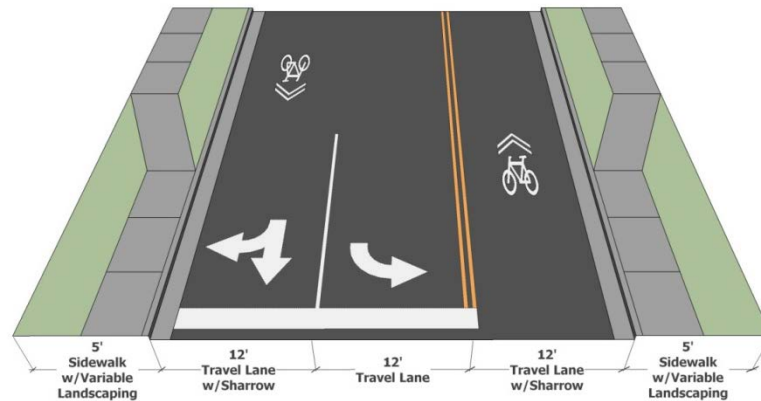 5'
Sidewalk
w/Variable
Landscaping
12'
Travel Lane
w/Sharrow
12'
Travel Lane
12'
Travel Lane
w/Sharrow
5'
Sidewalk
w/Variable
Landscaping